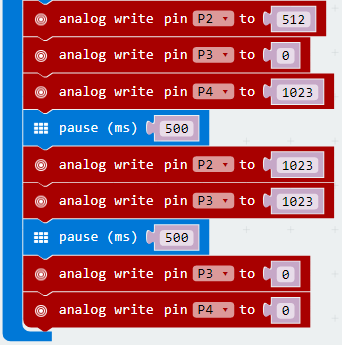 analog write pin P2 to 512
analog write pin P3 to 0
analog write pin P4 to 1023
pause (ms) 500
analog write pin P2 to 1023
analog write pin P3 to 1023
pause (ms) 500
analog write pin P3 to 0
analog write pin P4 to 0